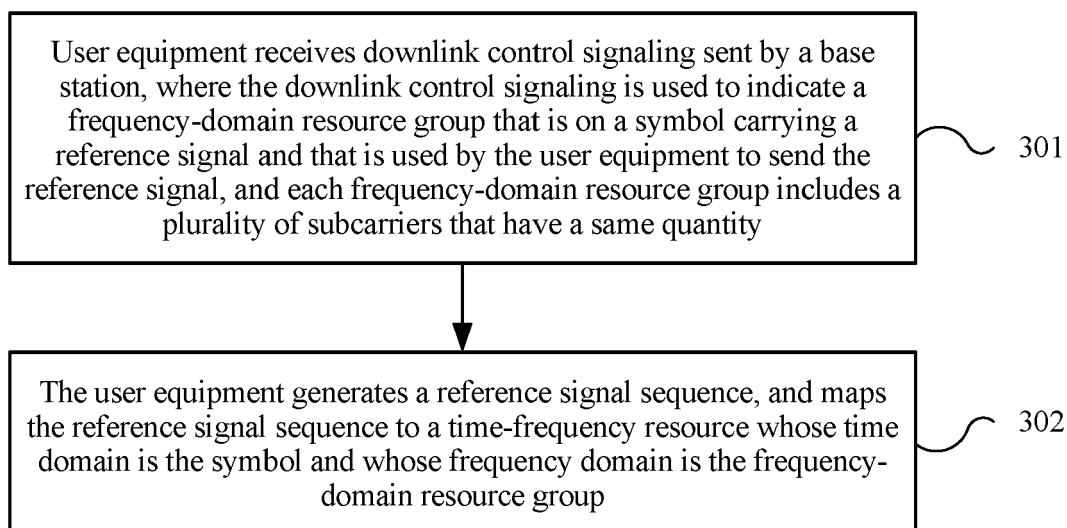 User equipment receives downlink control signaling sent by a base
station, where the downlink control signaling is used to indicate a
frequency-domain resource group that is on a symbol carrying a
reference signal and that is used by the user equipment to send the
reference signal, and each frequency-domain resource group includes a
plurality of subcarriers that have a same quantity
301
The user equipment generates a reference signal sequence, and maps
the reference signal sequence to a time-frequency resource whose time
domain is the symbol and whose frequency domain is the frequency-
domain resource group
302